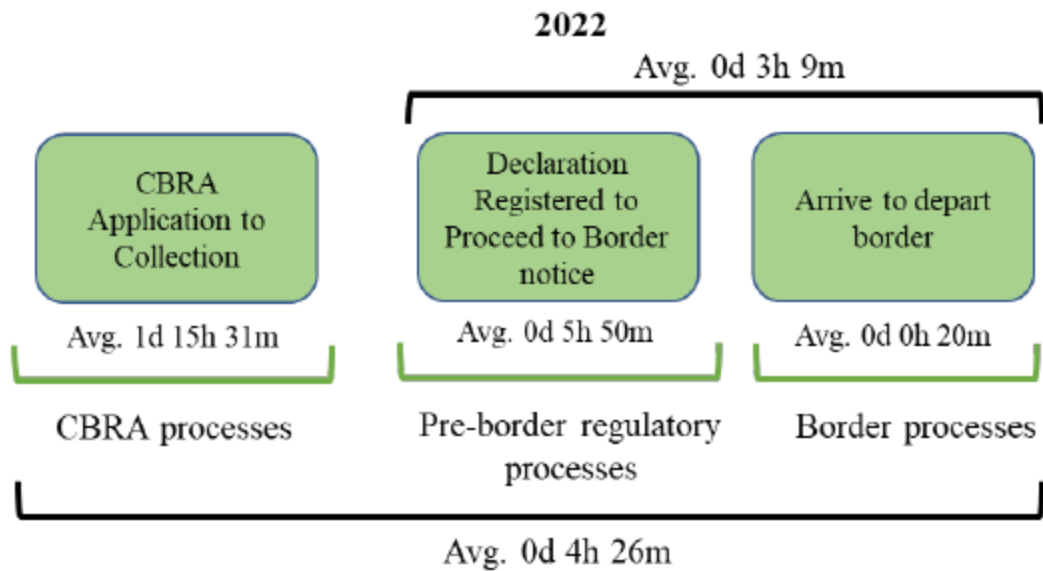 2022
Avg. 0d 3h 9m
CBRA
Application to
Collection
Declaration
Registered to
Proceed to Border
notice
Arrive to depart
border
Avg. 1d 15h 31m
Avg. 0d 5h 50m
Avg. 0d 0h 20m
CBRA processes
Pre-border regulatory
processes
Border processes
Avg. 0d 4h 26m